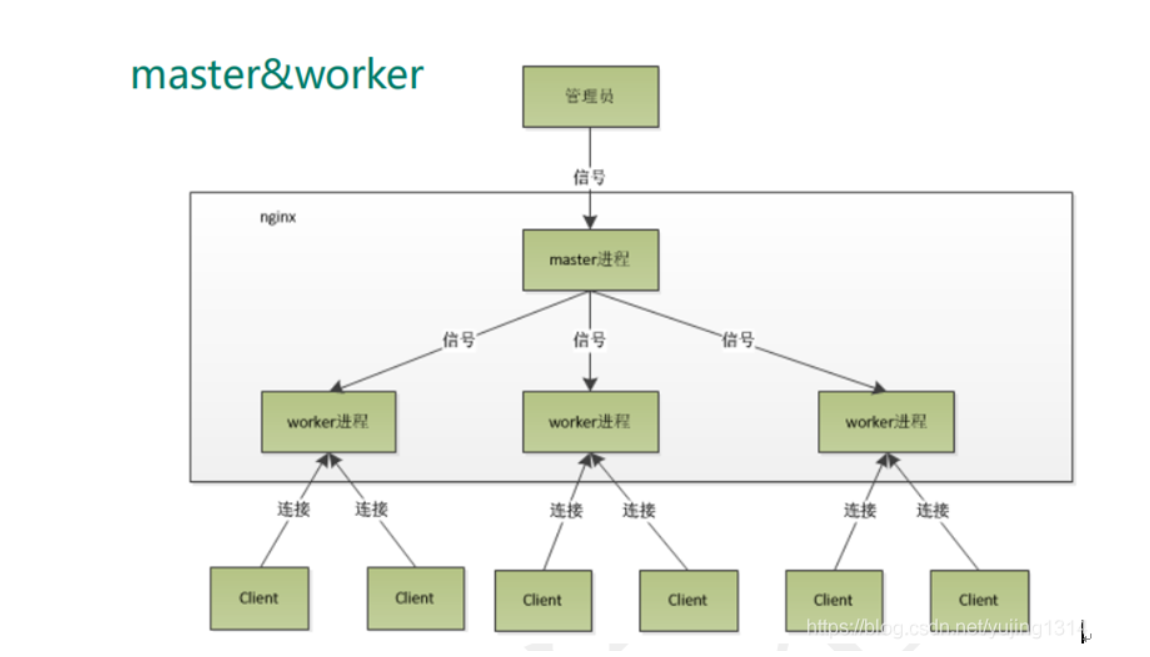 master&worker
管理员
信号
nginx
master进程
信号 信号 信号
worker进程 worker进程 worker进程
连接 连接 连接 连接 连接 连接
Client Client Client Client Client Client
https://blog.csdn.net/yujing1314